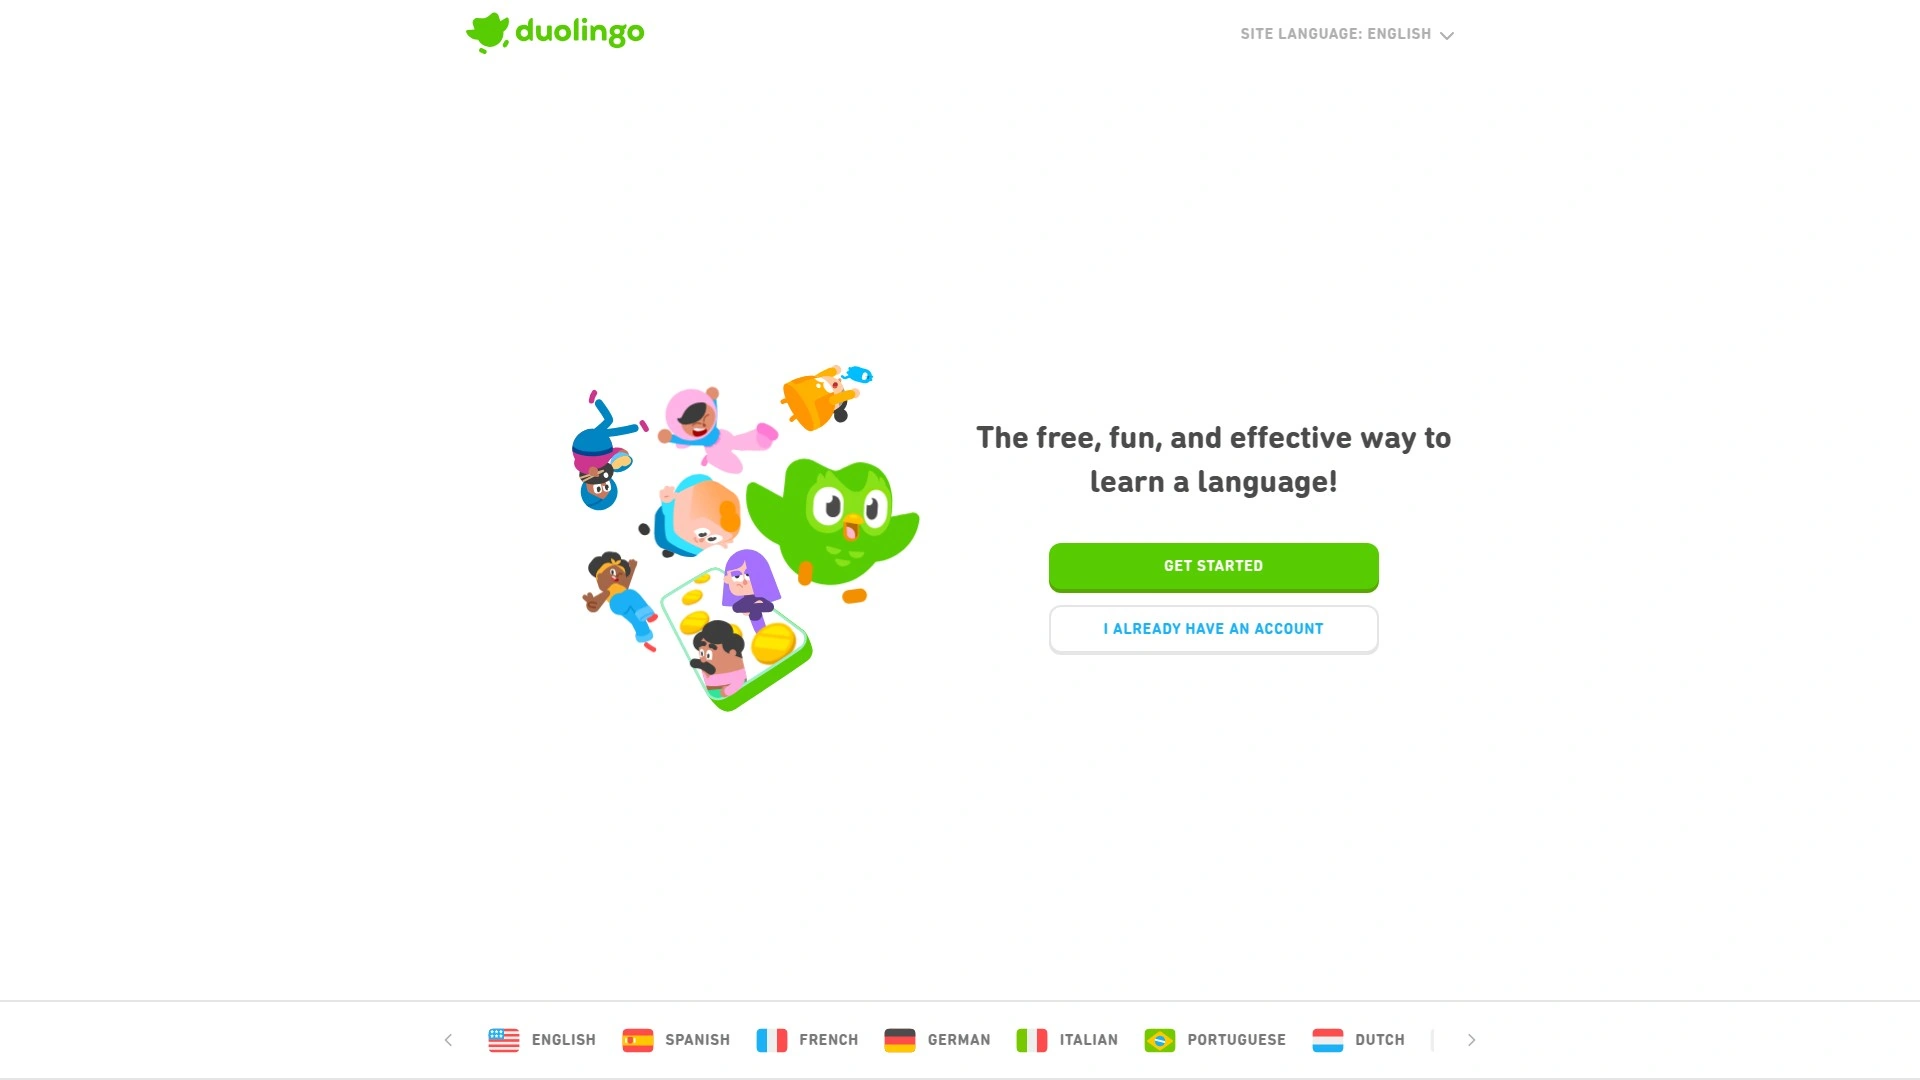 duolingo
SITE LANGUAGE: ENGLISH
The free, fun, and effective way to
learn a language!
GET STARTED
I ALREADY HAVE AN ACCOUNT
ENGLISH
SPANISH
FRENCH
GERMAN
ITALIAN
PORTUGUESE
DUTCH